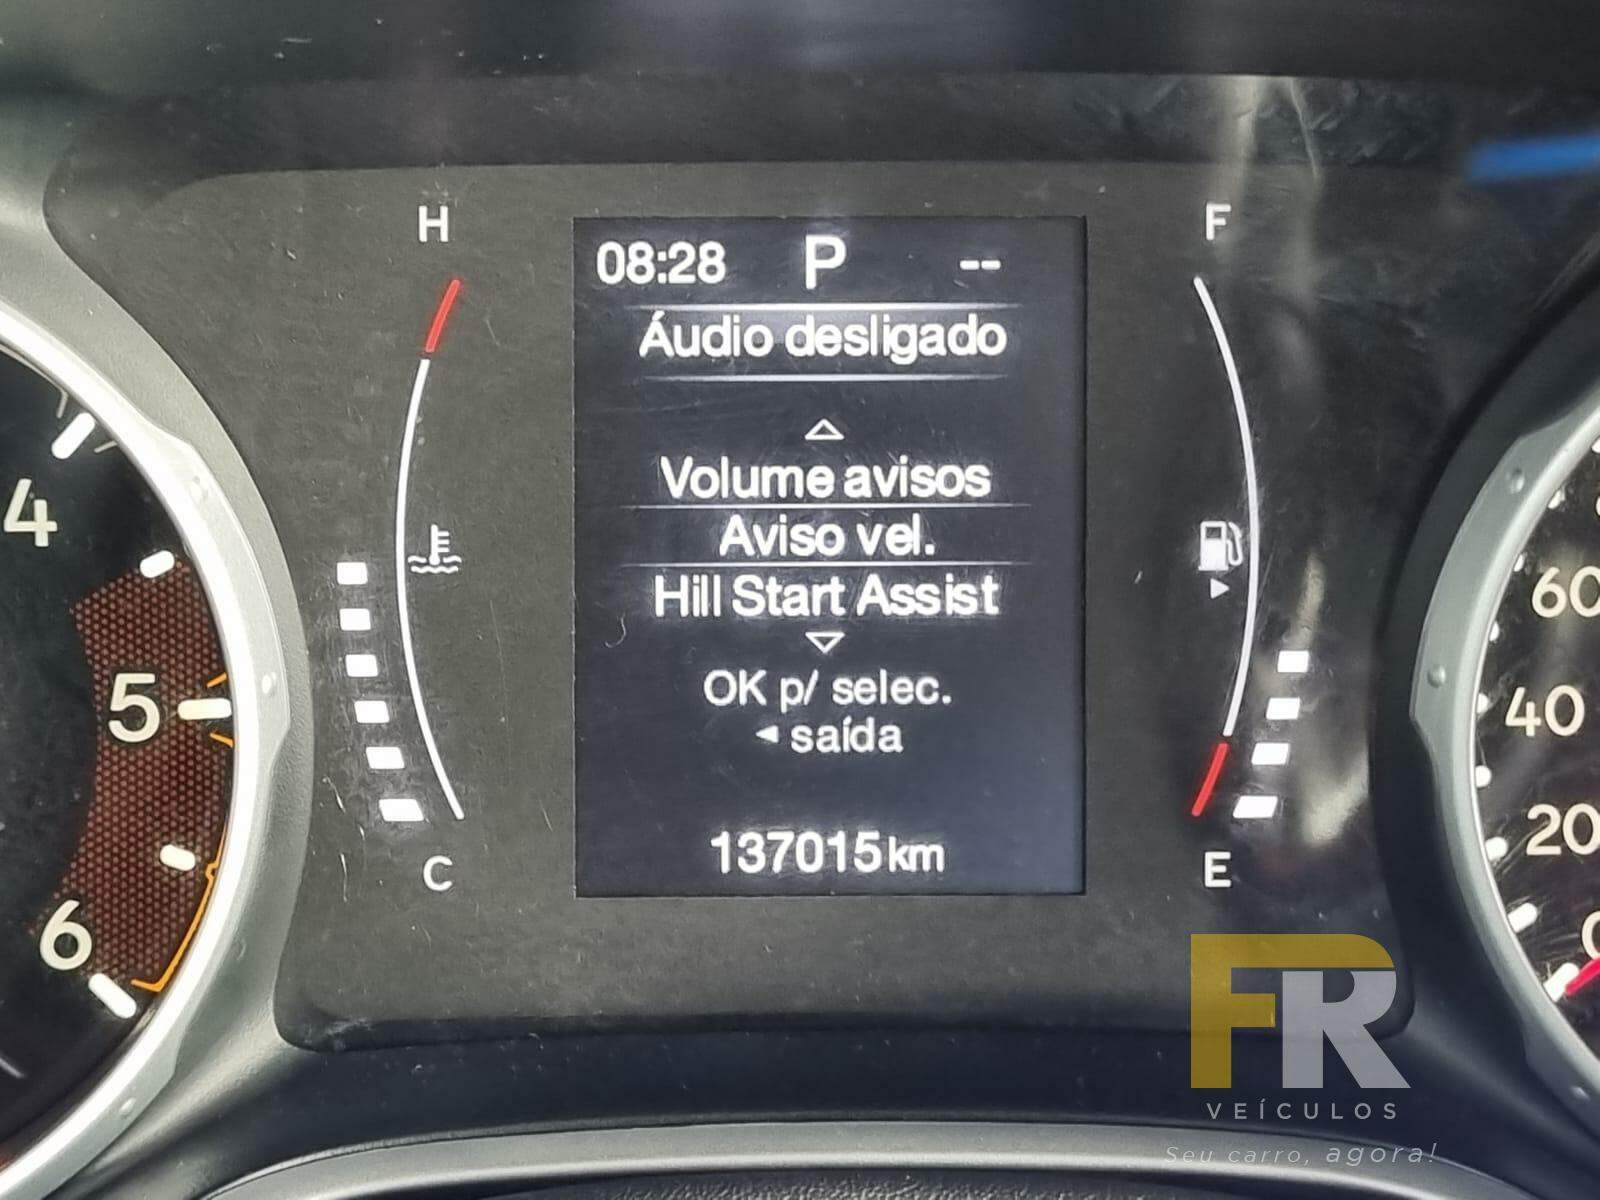 H
F
08:28 P --
Áudio desligado
Volume avisos
Aviso vel.
Hill Start Assist
OK p/ selec.
◄ saída
137015km
C
E
4
5
6
60
40
20
0
FR
VEÍCULOS
Seu carro, agora!